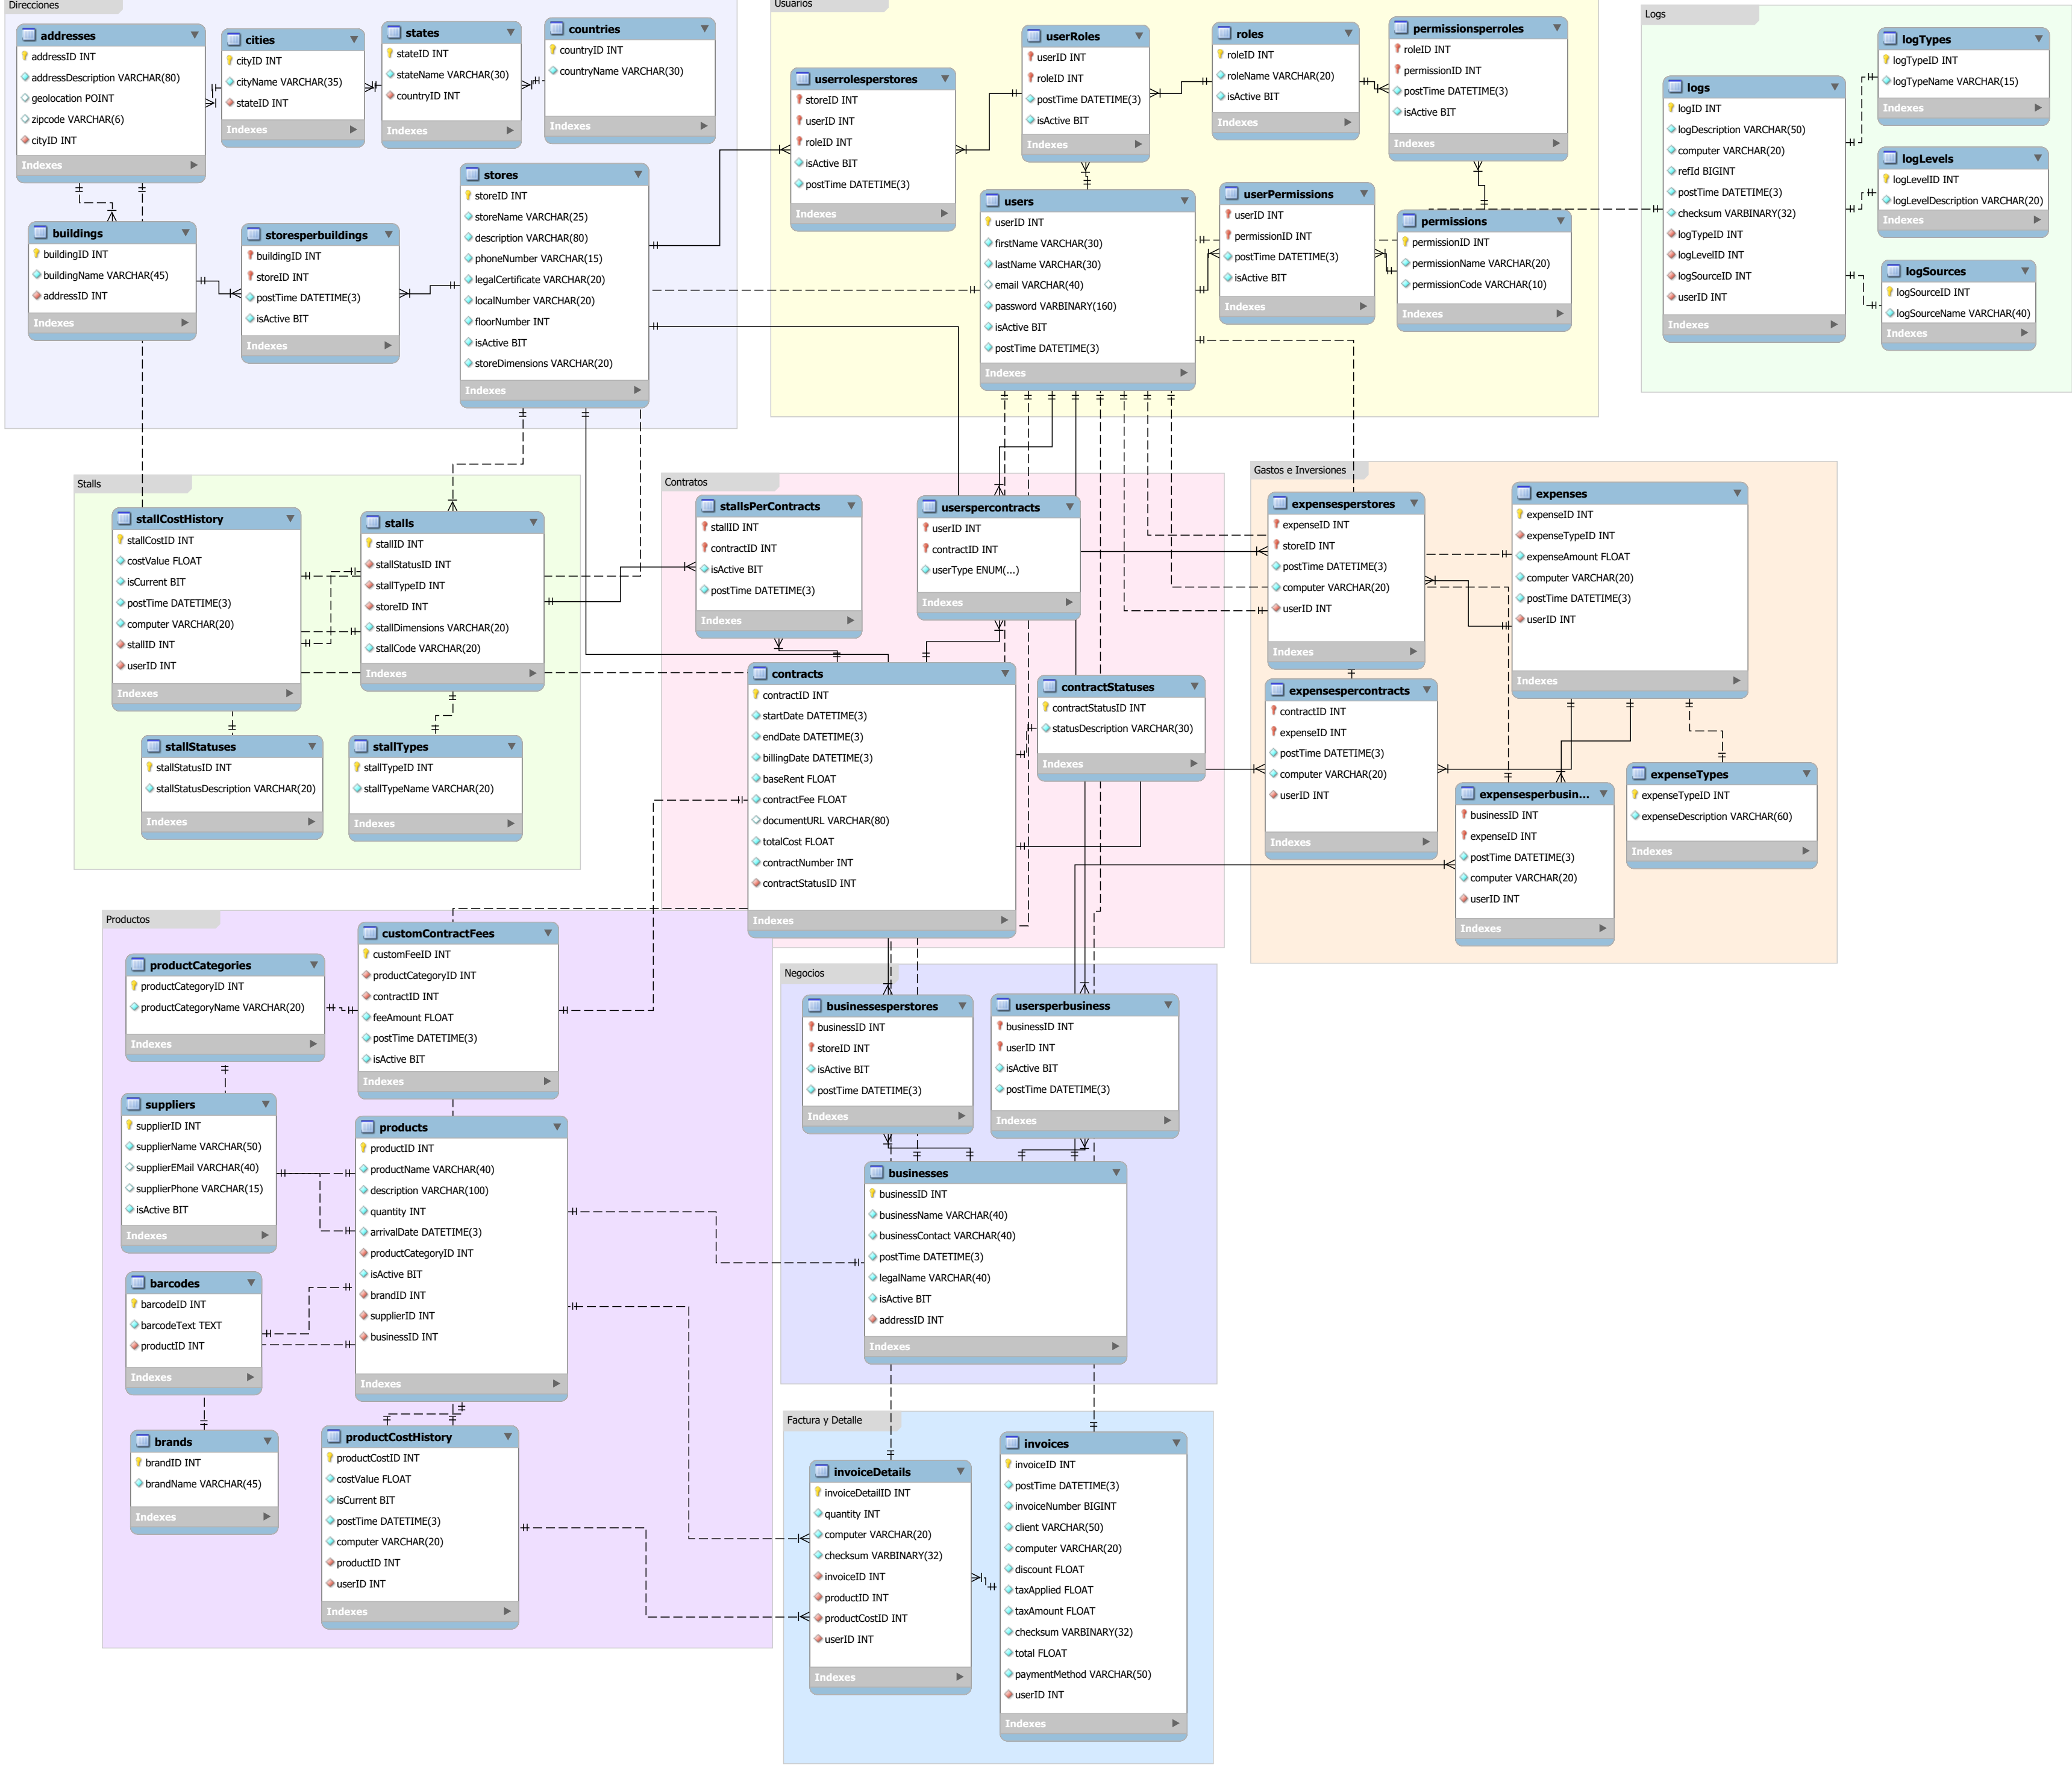 Direcciones
addresses
addressID INT
addressDescription VARCHAR(80)
geolocation POINT
zipcode VARCHAR(6)
cityID INT
Indexes
cities
cityID INT
cityName VARCHAR(35)
stateID INT
Indexes
states
stateID INT
stateName VARCHAR(30)
countryID INT
Indexes
countries
countryID INT
countryName VARCHAR(30)
Indexes
buildings
buildingID INT
buildingName VARCHAR(45)
addressID INT
Indexes
storesperbuildings
buildingID INT
storeID INT
postTime DATETIME(3)
isActive BIT
Indexes
stores
storeID INT
storeName VARCHAR(25)
description VARCHAR(80)
phoneNumber VARCHAR(15)
legalCertificate VARCHAR(20)
localNumber VARCHAR(20)
floorNumber INT
isActive BIT
storeDimensions VARCHAR(20)
Indexes
Usuarios
userrolesperstores
storeID INT
userID INT
roleID INT
isActive BIT
postTime DATETIME(3)
Indexes
userRoles
userID INT
roleID INT
postTime DATETIME(3)
isActive BIT
Indexes
roles
roleID INT
roleName VARCHAR(20)
isActive BIT
Indexes
permissionsperroles
roleID INT
permissionID INT
postTime DATETIME(3)
isActive BIT
Indexes
users
userID INT
firstName VARCHAR(30)
lastName VARCHAR(30)
email VARCHAR(40)
password VARBINARY(160)
isActive BIT
postTime DATETIME(3)
Indexes
userPermissions
userID INT
permissionID INT
postTime DATETIME(3)
isActive BIT
Indexes
permissions
permissionID INT
permissionName VARCHAR(20)
permissionCode VARCHAR(10)
Indexes
Logs
logs
logID INT
logDescription VARCHAR(50)
computer VARCHAR(20)
refId BIGINT
postTime DATETIME(3)
checksum VARBINARY(32)
logTypeID INT
logLevelID INT
logSourceID INT
userID INT
Indexes
logTypes
logTypeID INT
logTypeName VARCHAR(15)
Indexes
logLevels
logLevelID INT
logLevelDescription VARCHAR(20)
Indexes
logSources
logSourceID INT
logSourceName VARCHAR(40)
Indexes
Stalls
stallCostHistory
stallCostID INT
costValue FLOAT
isCurrent BIT
postTime DATETIME(3)
computer VARCHAR(20)
stallID INT
userID INT
Indexes
stalls
stallID INT
stallStatusID INT
stallTypeID INT
storeID INT
stallDimensions VARCHAR(20)
stallCode VARCHAR(20)
Indexes
stallStatuses
stallStatusID INT
stallStatusDescription VARCHAR(20)
Indexes
stallTypes
stallTypeID INT
stallTypeName VARCHAR(20)
Indexes
Contratos
stallsPerContracts
stallID INT
contractID INT
isActive BIT
postTime DATETIME(3)
Indexes
userspercontracts
userID INT
contractID INT
userType ENUM(...)
Indexes
contracts
contractID INT
startDate DATETIME(3)
endDate DATETIME(3)
billingDate DATETIME(3)
baseRent FLOAT
contractFee FLOAT
documentURL VARCHAR(80)
totalCost FLOAT
contractNumber INT
contractStatusID INT
Indexes
contractStatuses
contractStatusID INT
statusDescription VARCHAR(30)
Indexes
Gastos e Inversiones
expensesperstores
expenseID INT
storeID INT
postTime DATETIME(3)
computer VARCHAR(20)
userID INT
Indexes
expenses
expenseID INT
expenseTypeID INT
expenseAmount FLOAT
computer VARCHAR(20)
postTime DATETIME(3)
userID INT
Indexes
expensespercontracts
contractID INT
expenseID INT
postTime DATETIME(3)
computer VARCHAR(20)
userID INT
Indexes
expensesperbusin...
businessID INT
expenseID INT
postTime DATETIME(3)
computer VARCHAR(20)
userID INT
Indexes
expenseTypes
expenseTypeID INT
expenseDescription VARCHAR(60)
Indexes
Productos
productCategories
productCategoryID INT
productCategoryName VARCHAR(20)
Indexes
customContractFees
customFeeID INT
productCategoryID INT
contractID INT
feeAmount FLOAT
postTime DATETIME(3)
isActive BIT
Indexes
suppliers
supplierID INT
supplierName VARCHAR(50)
supplierEMail VARCHAR(40)
supplierPhone VARCHAR(15)
isActive BIT
Indexes
products
productID INT
productName VARCHAR(40)
description VARCHAR(100)
quantity INT
arrivalDate DATETIME(3)
productCategoryID INT
isActive BIT
brandID INT
supplierID INT
businessID INT
Indexes
barcodes
barcodeID INT
barcodeText TEXT
productID INT
Indexes
brands
brandID INT
brandName VARCHAR(45)
Indexes
productCostHistory
productCostID INT
costValue FLOAT
isCurrent BIT
postTime DATETIME(3)
computer VARCHAR(20)
productID INT
userID INT
Indexes
Negocios
businessesperstores
businessID INT
storeID INT
isActive BIT
postTime DATETIME(3)
Indexes
usersperbusiness
businessID INT
userID INT
isActive BIT
postTime DATETIME(3)
Indexes
businesses
businessID INT
businessName VARCHAR(40)
businessContact VARCHAR(40)
postTime DATETIME(3)
legalName VARCHAR(40)
isActive BIT
addressID INT
Indexes
Factura y Detalle
invoiceDetails
invoiceDetailID INT
quantity INT
computer VARCHAR(20)
checksum VARBINARY(32)
invoiceID INT
productID INT
productCostID INT
userID INT
Indexes
invoices
invoiceID INT
postTime DATETIME(3)
invoiceNumber BIGINT
client VARCHAR(50)
computer VARCHAR(20)
discount FLOAT
taxApplied FLOAT
taxAmount FLOAT
checksum VARBINARY(32)
total FLOAT
paymentMethod VARCHAR(50)
userID INT
Indexes